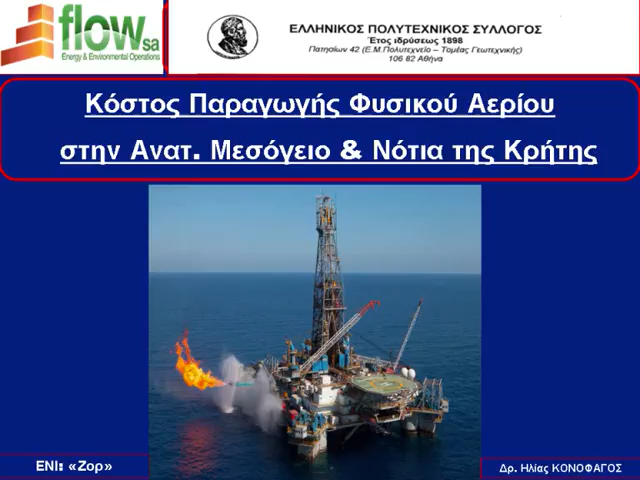 flow sa
Energy & Environmental Operations
ΕΛΛΗΝΙΚΟΣ ΠΟΛΥΤΕΧΝΙΚΟΣ ΣΥΛΛΟΓΟΣ
Έτος ιδρύσεως 1898
Πατησίων 42 (Ε.Μ.Πολυτεχνείο – Τομέας Γεωτεχνικής)
106 82 Αθήνα
Κόστος Παραγωγής Φυσικού Αερίου
στην Ανατ. Μεσόγειο & Νότια της Κρήτης
ENI: «Ζορ»
Δρ. Ηλίας ΚΟΝΟΦΑΓΟΣ